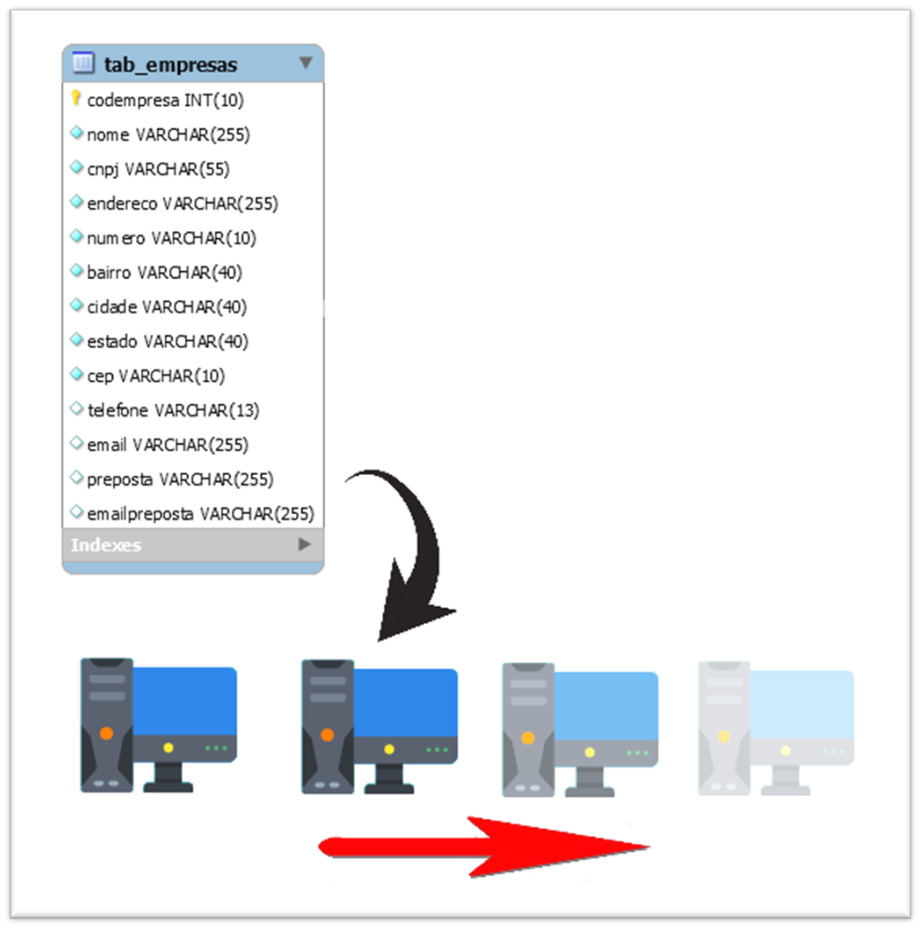 tab_empresas
codempresa INT(10)
nome VARCHAR(255)
cnpj VARCHAR(55)
endereco VARCHAR(255)
numero VARCHAR(10)
bairro VARCHAR(40)
cidade VARCHAR(40)
estado VARCHAR(40)
cep VARCHAR(10)
telefone VARCHAR(13)
email VARCHAR(255)
preposta VARCHAR(255)
emailpreposta VARCHAR(255)
Indexes